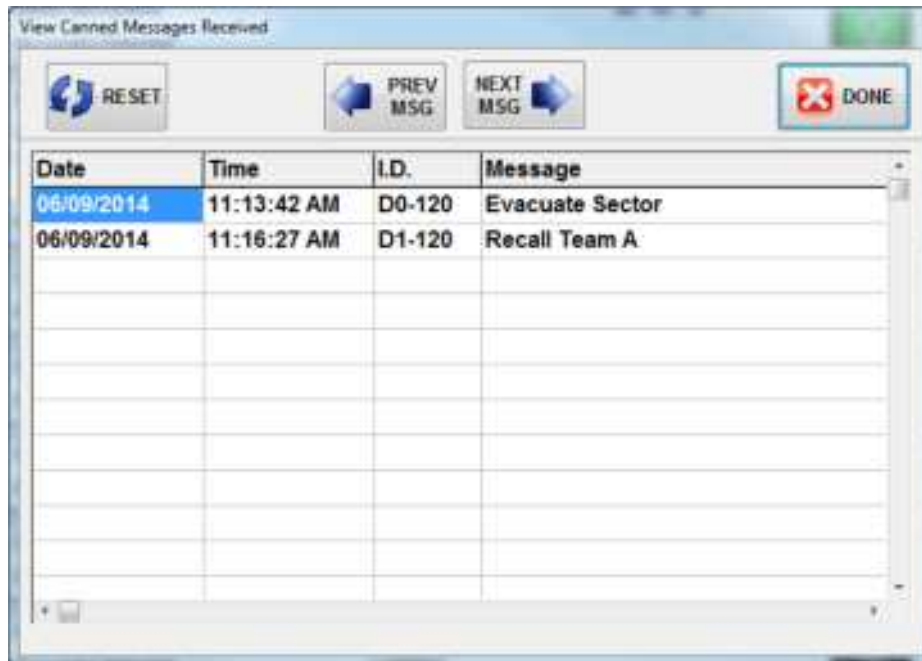 View Canned Messages Received
RESET
PREV
MSG
NEXT
MSG
DONE
Date Time I.D. Message
06/09/2014 11:13:42 AM D0-120 Evacuate Sector
06/09/2014 11:16:27 AM D1-120 Recall Team A